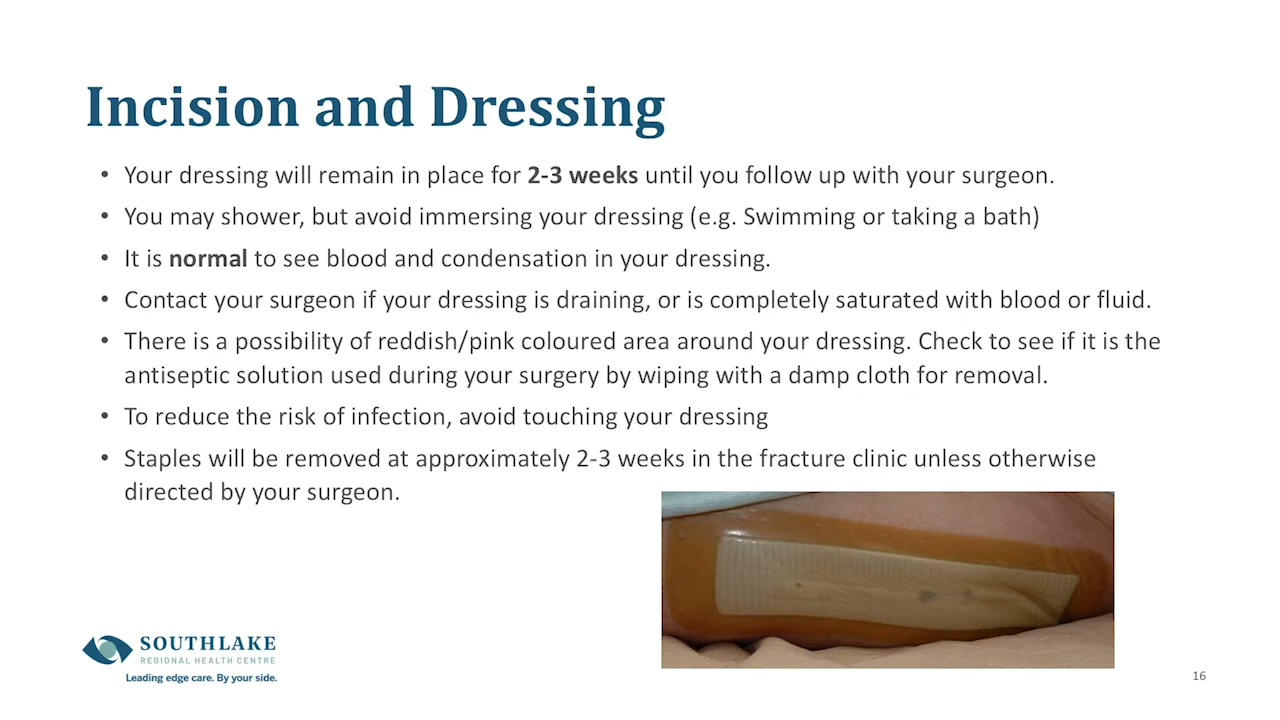 Incision and Dressing
• Your dressing will remain in place for 2-3 weeks until you follow up with your surgeon.
• You may shower, but avoid immersing your dressing (e.g. Swimming or taking a bath)
• It is normal to see blood and condensation in your dressing.
• Contact your surgeon if your dressing is draining, or is completely saturated with blood or fluid.
• There is a possibility of reddish/pink coloured area around your dressing. Check to see if it is the
antiseptic solution used during your surgery by wiping with a damp cloth for removal.
• To reduce the risk of infection, avoid touching your dressing
• Staples will be removed at approximately 2-3 weeks in the fracture clinic unless otherwise
directed by your surgeon.
SOUTHLAKE
REGIONAL HEALTH CENTRE
Leading edge care. By your side.
16